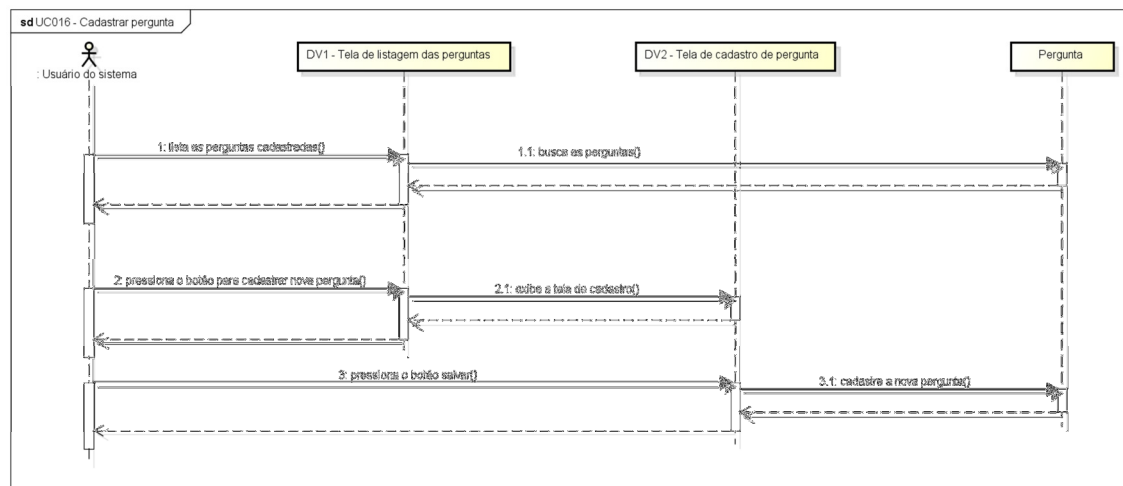 sd UC016 - Cadastrar pergunta
: Usuário do sistema
DV1 - Tela de listagem das perguntas
DV2 - Tela de cadastro de pergunta
Pergunta
1: lista as perguntas cadastradas()
1.1: busca as perguntas()
2: pressiona o botão para cadastrar nova pergunta()
2.1: exibe a tela de cadastro()
3: pressiona o botão salvar()
3.1: cadastra a nova pergunta()